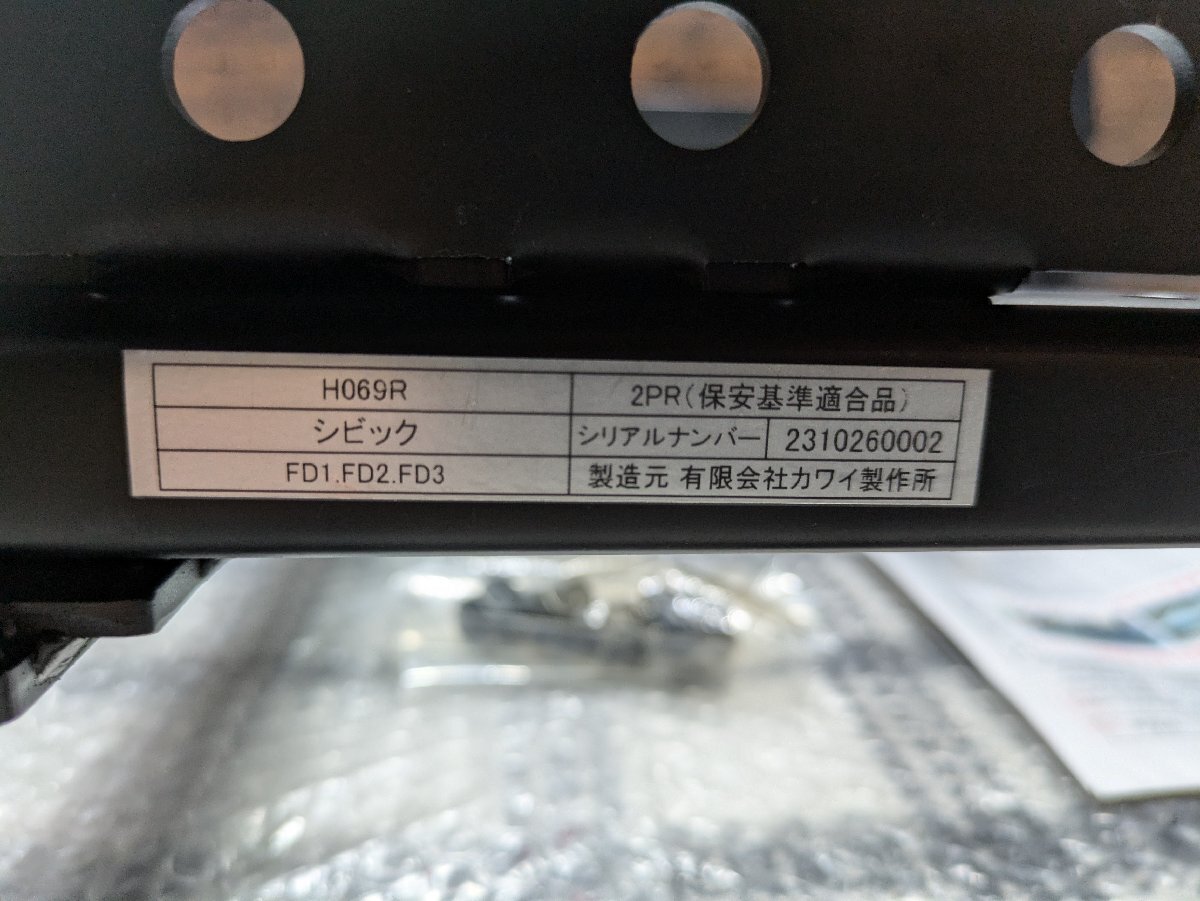 H069R
2PR(保安基準適合品)
シビック
シリアルナンバー 2310260002
FD1.FD2.FD3
製造元 有限会社カワイ製作所